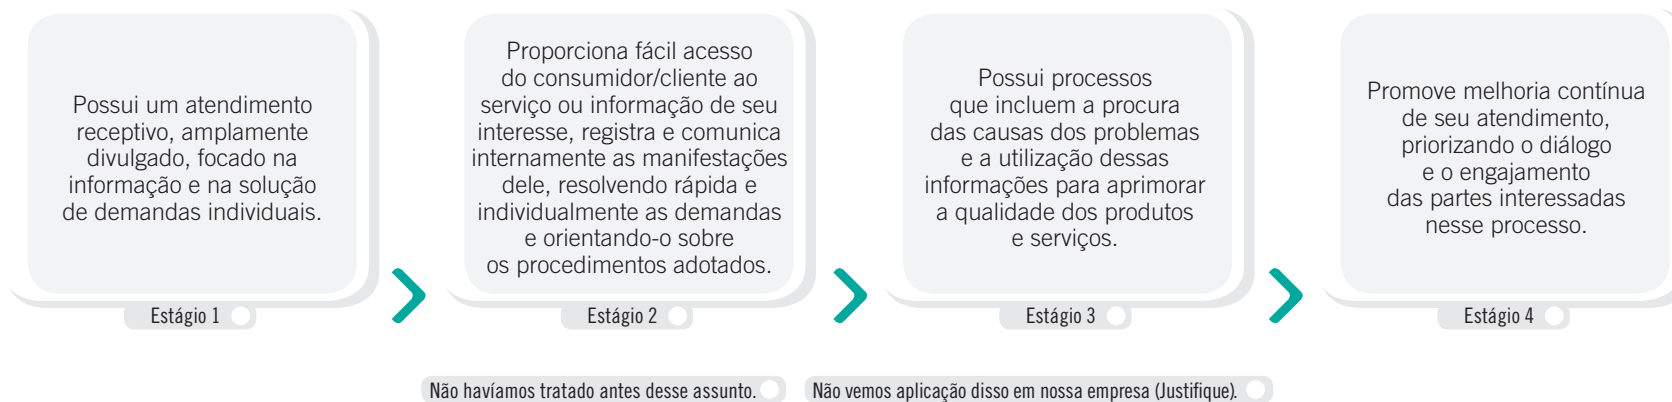 Possui um atendimento
receptivo, amplamente
divulgado, focado na
informação e na solução
de demandas individuais.
Estágio 1
Proporciona fácil acesso
do consumidor/cliente ao
serviço ou informação de seu
interesse, registra e comunica
internamente as manifestações
dele, resolvendo rápida e
individualmente as demandas
e orientando-o sobre
os procedimentos adotados.
Estágio 2
Possui processos
que incluem a procura
das causas dos problemas
e a utilização dessas
informações para aprimorar
a qualidade dos produtos
e serviços.
Estágio 3
Promove melhoria contínua
de seu atendimento,
priorizando o diálogo
e o engajamento
das partes interessadas
nesse processo.
Estágio 4
Não havíamos tratado antes desse assunto.
Não vemos aplicação disso em nossa empresa (Justifique).